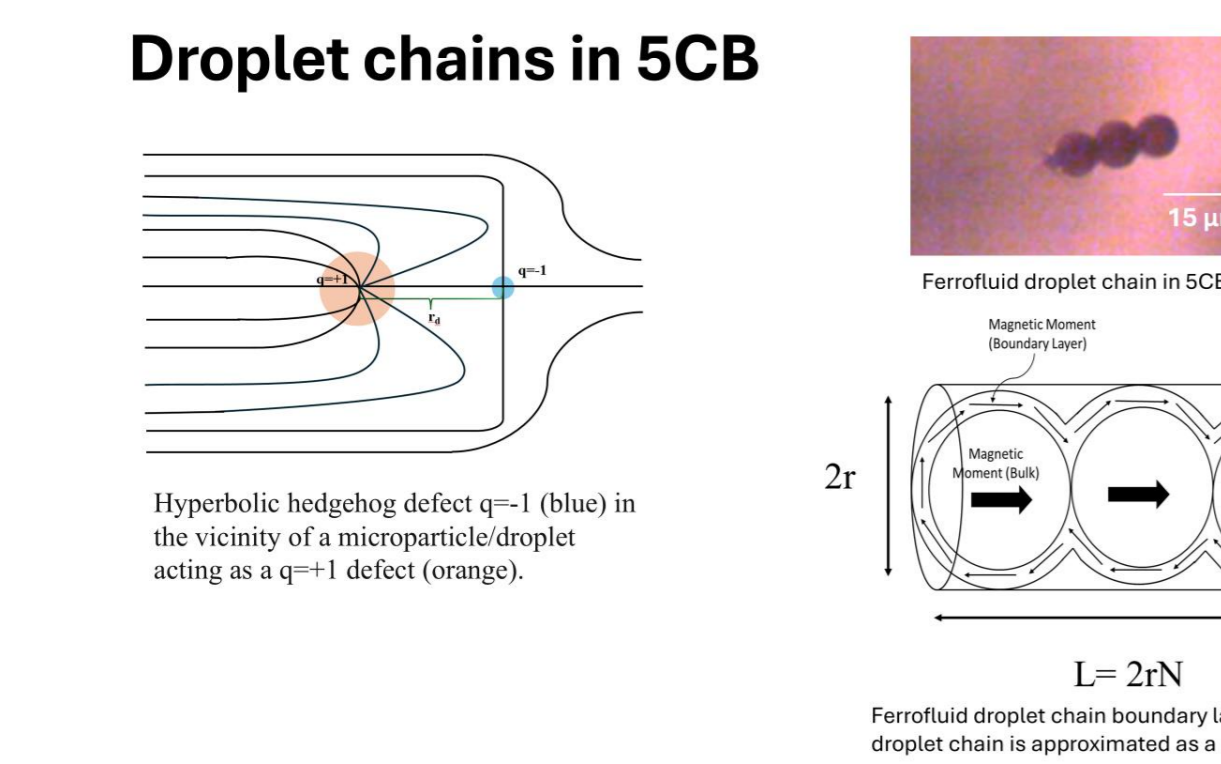 Droplet chains in 5CB
q=+1
q=-1
r_d
Hyperbolic hedgehog defect q=-1 (blue) in
the vicinity of a microparticle/droplet
acting as a q=+1 defect (orange).
15
Ferrofluid droplet chain in
Magnetic Moment
(Boundary Layer)
Magnetic
Moment (Bulk)
2r
L= 2rN
Ferrofluid droplet chain boundary
droplet chain is approximated as a